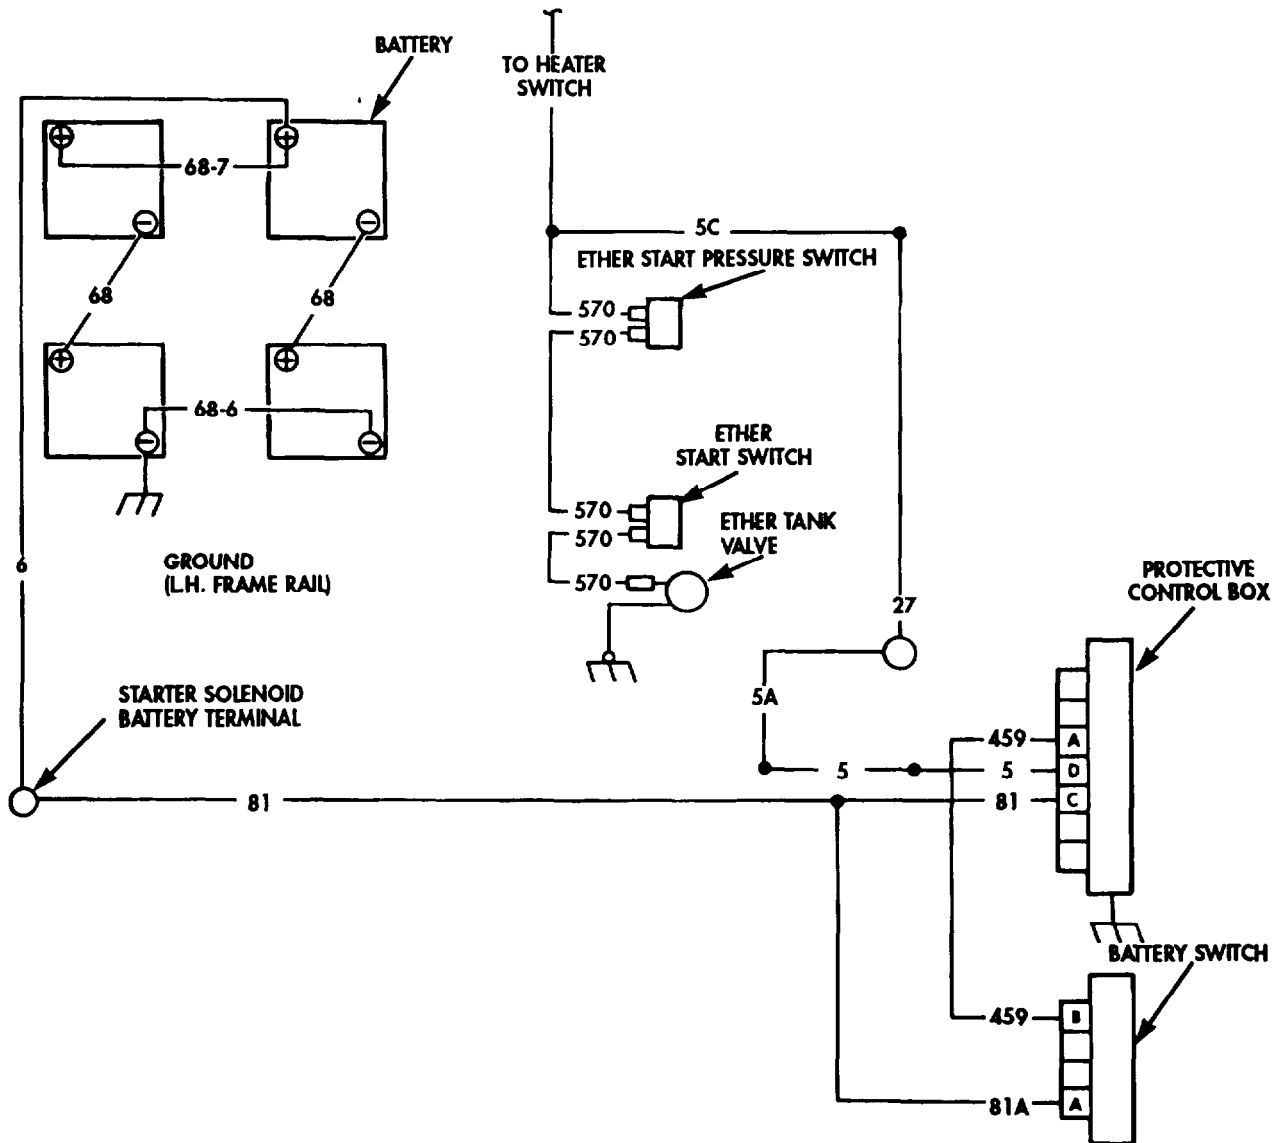 BATTERY
TO HEATER
SWITCH
68-7
5C
ETHER START PRESSURE SWITCH
68
68
570
570
68-6
ETHER
START SWITCH
570
570
ETHER TANK
VALVE
6
GROUND
(L.H. FRAME RAIL)
570
PROTECTIVE
CONTROL BOX
27
STARTER SOLENOID
BATTERY TERMINAL
5A
459
A
5
5
D
81
81
C
BATTERY SWITCH
459
B
81A
A